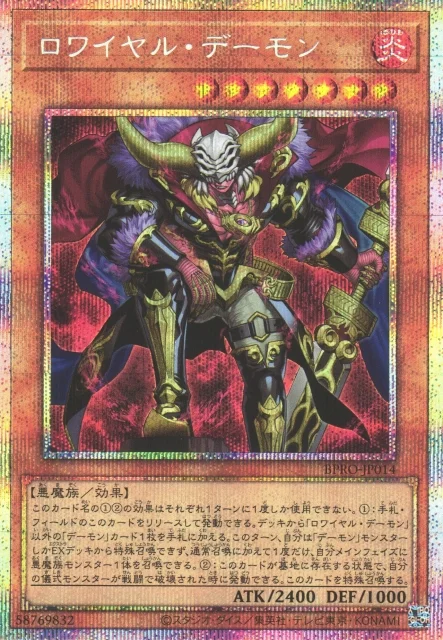 ロワイヤル・デーモン
炎
BPRO-JP014
【悪魔族／効果】
このカード名の①②の効果はそれぞれ１ターンに１度しか使用できない。①：手札・
フィールドのこのカードをリリースして発動できる。デッキから「ロワイヤル・デーモン」
以外の「デーモン」カード１枚を手札に加える。このターン、自分は「デーモン」モンスター
しかEXデッキから特殊召喚できず、通常召喚に加えて１度だけ、自分メインフェイズに
悪魔族モンスター１体を召喚できる。②：このカードが墓地に存在する状態で、自分
の儀式モンスターが戦闘で破壊された時に発動できる。このカードを特殊召喚する。
ATK/2400 DEF/1000
58769832
©スタジオ・ダイス／集英社・テレビ東京・KONAMI